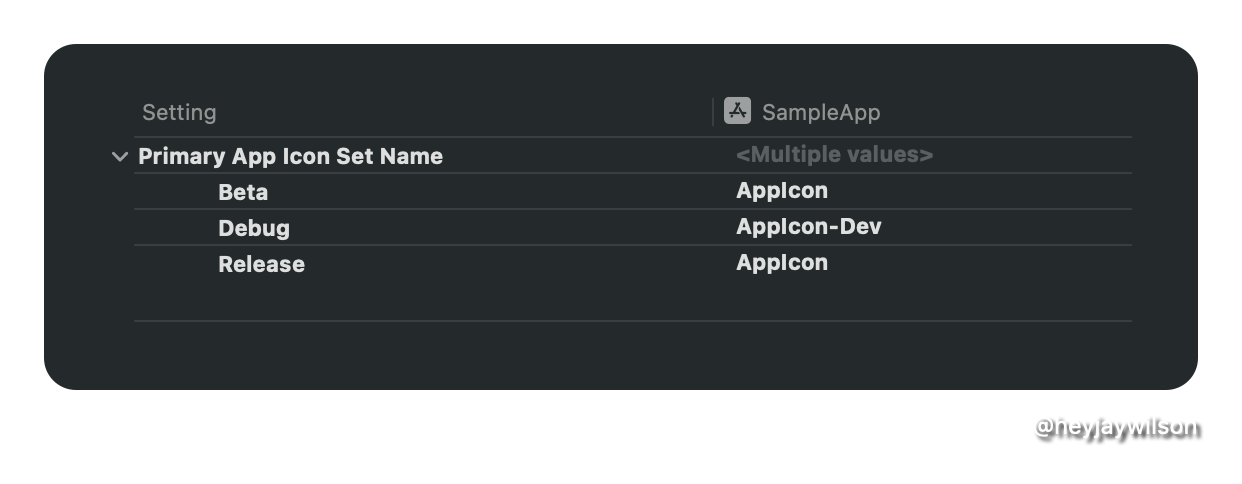 Setting SampleApp
Primary App Icon Set Name <Multiple values>
Beta AppIcon
Debug AppIcon-Dev
Release AppIcon
@heyjaywilson